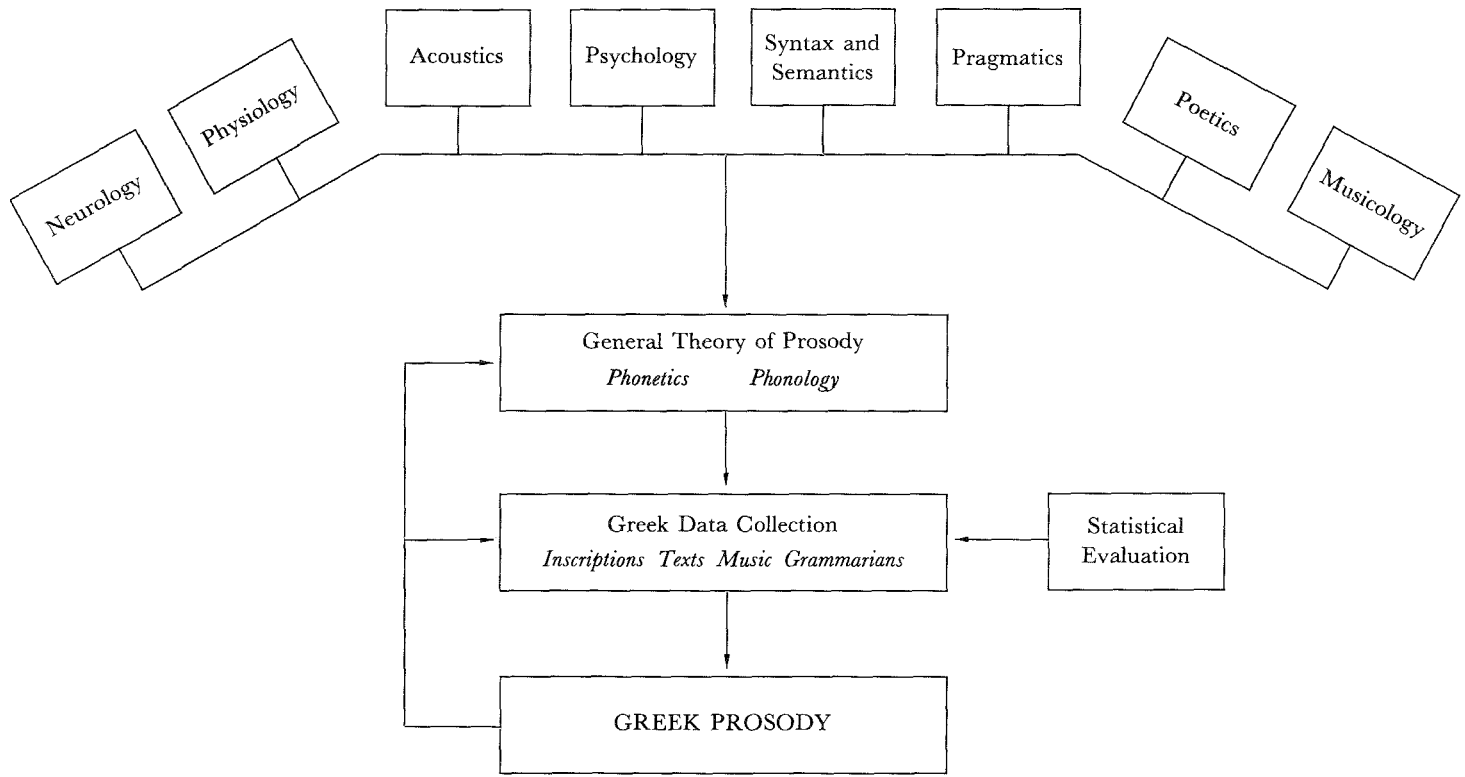 Neurology
Physiology
Acoustics
Psychology
Syntax and
Semantics
Pragmatics
Poetics
Musicology
General Theory of Prosody
Phonetics Phonology
Greek Data Collection
Inscriptions Texts Music Grammarians
Statistical
Evaluation
GREEK PROSODY